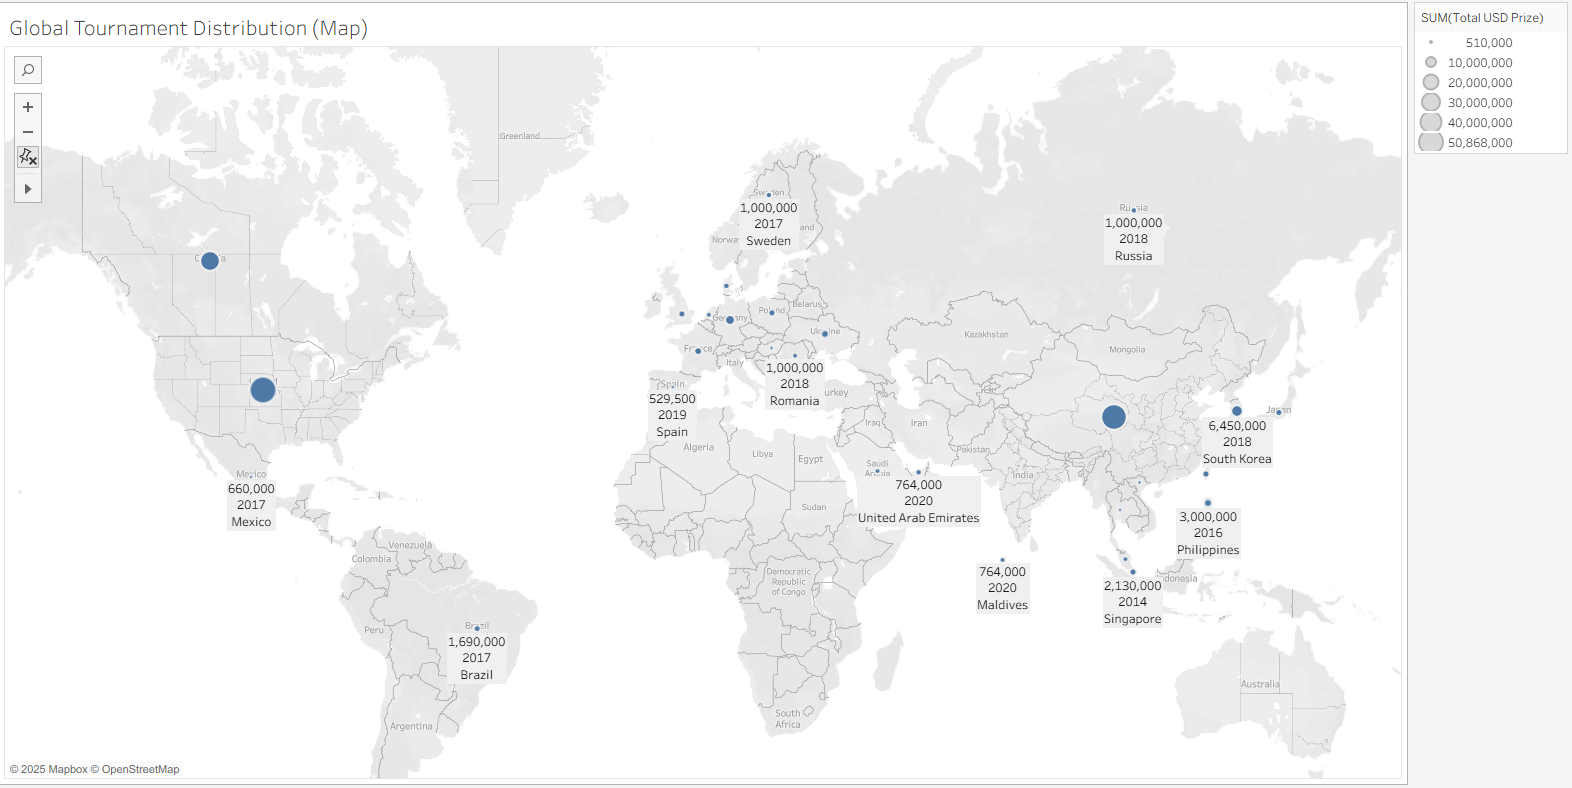 Global Tournament Distribution (Map)
SUM(Total USD Prize)
510,000
10,000,000
20,000,000
30,000,000
40,000,000
50,868,000
Greenland
Sweden
1,000,000
2017
Sweden
Norwa
and
Russia
1,000,000
2018
Russia
Germany
Poland
Belarus
Ukraine
France
Italy
Kazakhstan
Mongolia
1,000,000
2018
Romania
urkey
Spain
529,500
2019
Spain
Iraq
Iran
Pakistan
Japan
6,450,000
2018
South Korea
Algeria
Libya
Egypt
Saudi
Arabia
India
Mexico
660,000
2017
Mexico
764,000
2020
United Arab Emirates
Sudan
3,000,000
2016
Philippines
Venezuela
Colombia
Democratic
Republic
of Congo
764,000
2020
Maldives
donesia
2,130,000
2014
Singapore
Peru
Brazil
1,690,000
2017
Brazil
Australia
South
Africa
Argentina
© 2025 Mapbox © OpenStreetMap